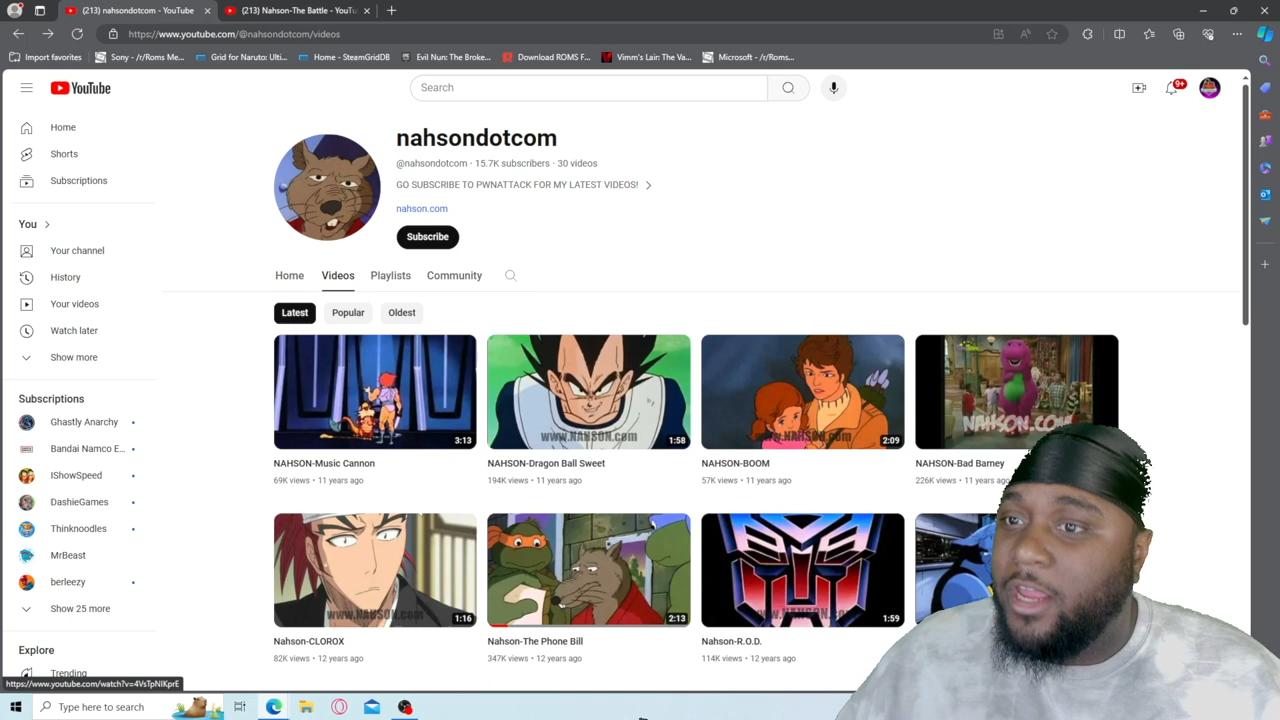 (213) nahsondotcom - YouTube
(213) Nahson-The Battle - YouTu
https://www.youtube.com/@nahsondotcom/videos
Import favorites
Sony - /r/Roms Me...
Grid for Naruto: Ulti...
Home - SteamGridDB
Evil Nun: The Broke...
Download ROMS F...
Vimm's Lair: The Va...
Microsoft - /r/Roms...
YouTube
Search
9+
Home
Shorts
Subscriptions
You
Your channel
History
Your videos
Watch later
Show more
Subscriptions
Ghastly Anarchy
Bandai Namco E...
IShowSpeed
DashieGames
Thinknoodles
MrBeast
berleezy
Show 25 more
Explore
Trending
nahsondotcom
@nahsondotcom · 15.7K subscribers · 30 videos
GO SUBSCRIBE TO PWNATTACK FOR MY LATEST VIDEOS!
nahson.com
Subscribe
Home
Videos
Playlists
Community
Latest
Popular
Oldest
3:13
www.NAHSON.com
1:58
www.NAHSON.com
2:09
NAHSON.com
NAHSON-Music Cannon
69K views · 11 years ago
NAHSON-Dragon Ball Sweet
194K views · 11 years ago
NAHSON-BOOM
57K views · 11 years ago
NAHSON-Bad Barney
226K views · 11 years ago
www.NAHSON.com
1:16
www.NAHSON.com
2:13
www.NAHSON.com
1:59
Nahson-CLOROX
82K views · 12 years ago
Nahson-The Phone Bill
347K views · 12 years ago
Nahson-R.O.D.
114K views · 12 years ago
https://www.youtube.com/watch?v=4VsTpNIKprE
Type here to search